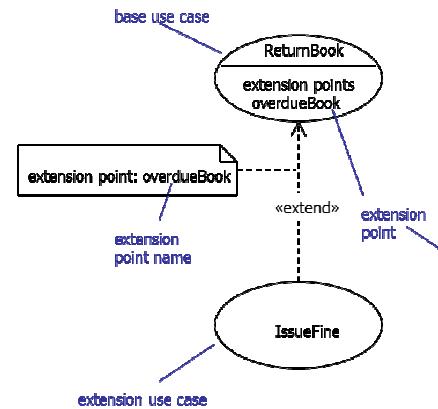 base use case
ReturnBook
extension points
overdueBook
extension point: overdueBook
«extend»
extension
point
extension
point name
IssueFine
extension use case